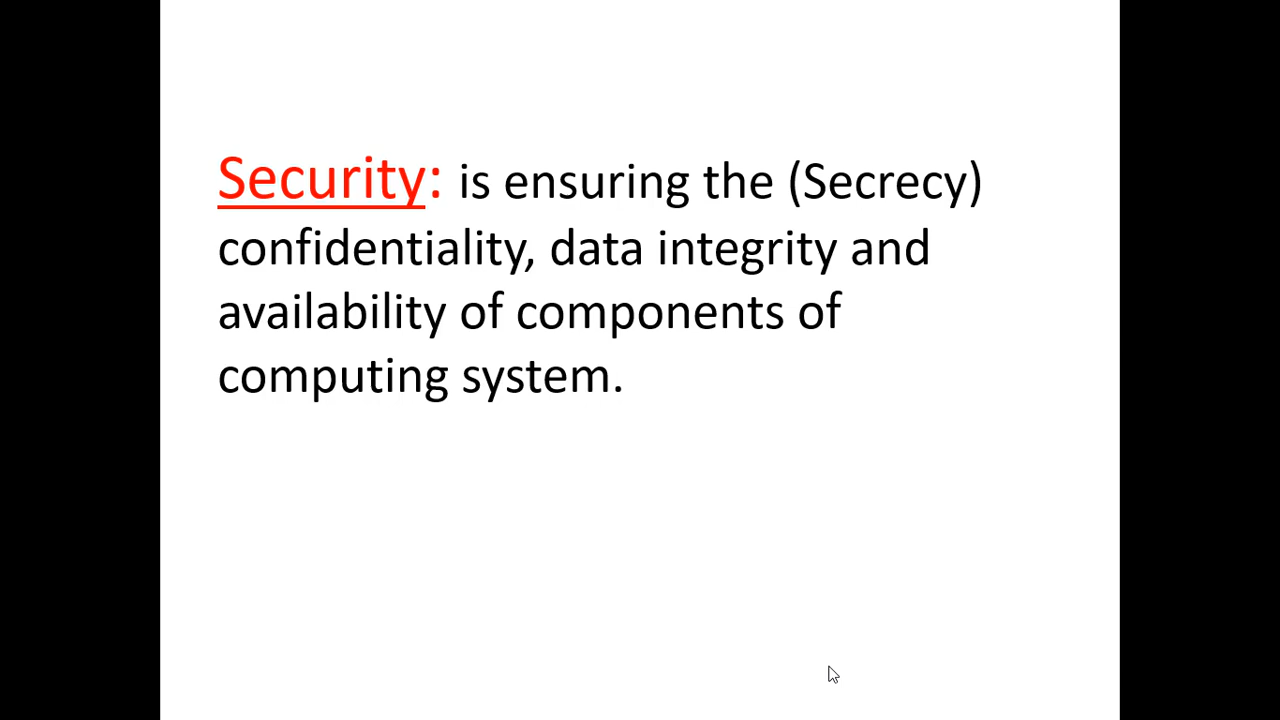 Security: is ensuring the (Secrecy)
confidentiality, data integrity and
availability of components of
computing system.